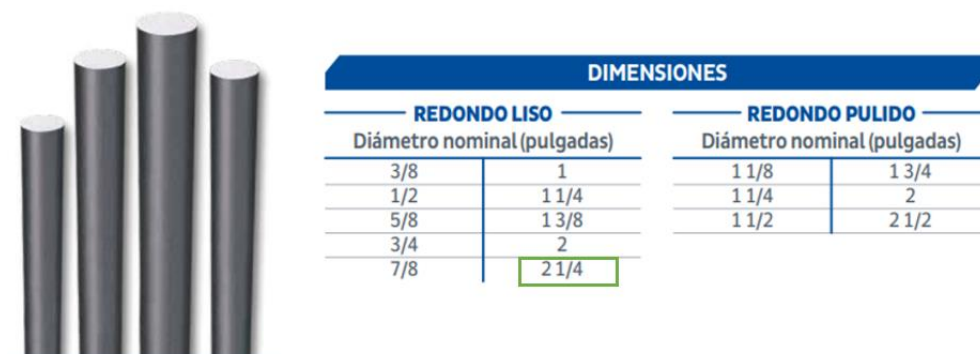 DIMENSIONES
REDONDO LISO
Diámetro nominal (pulgadas)
3/8 1
1/2 1 1/4
5/8 1 3/8
3/4 2
7/8 2 1/4
REDONDO PULIDO
Diámetro nominal (pulgadas)
1 1/8 1 3/4
1 1/4 2
1 1/2 2 1/2